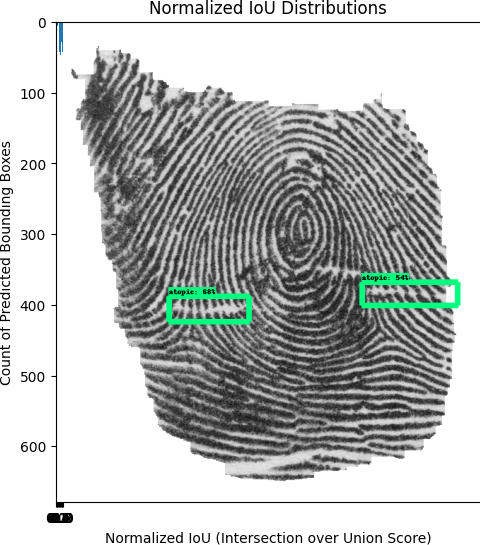 Normalized IoU Distributions
0
100
200
300
400
500
600
Count of Predicted Bounding Boxes
atopic: 68%
atopic: 54%
Normalized IoU (Intersection over Union Score)